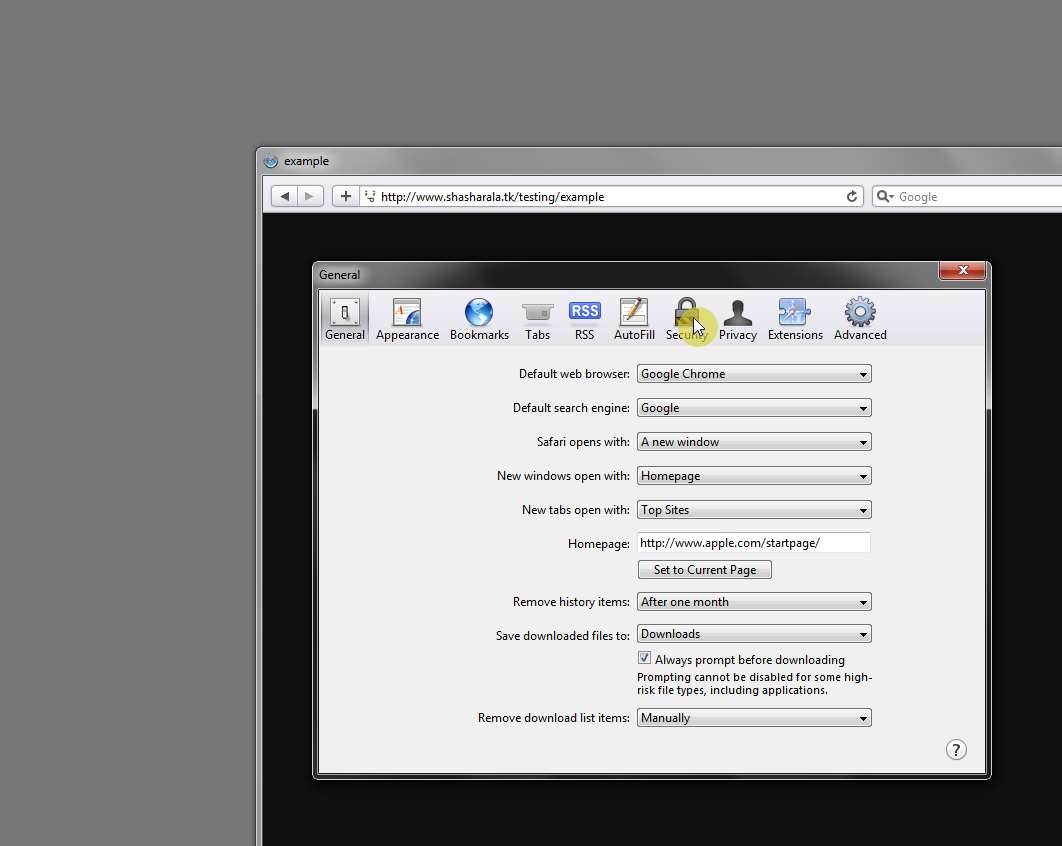 example
http://www.shasharala.tk/testing/example
Google
General
General Appearance Bookmarks Tabs RSS RSS AutoFill Security Privacy Extensions Advanced
Default web browser: Google Chrome
Default search engine: Google
Safari opens with: A new window
New windows open with: Homepage
New tabs open with: Top Sites
Homepage: http://www.apple.com/startpage/
Set to Current Page
Remove history items: After one month
Save downloaded files to: Downloads
Always prompt before downloading
Prompting cannot be disabled for some high-
risk file types, including applications.
Remove download list items: Manually
?